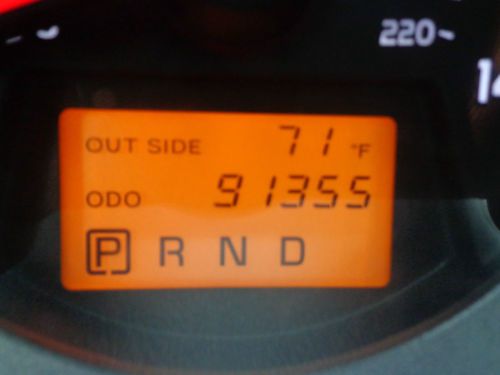 220
OUT SIDE 71 °F
ODO 91355
P R N D